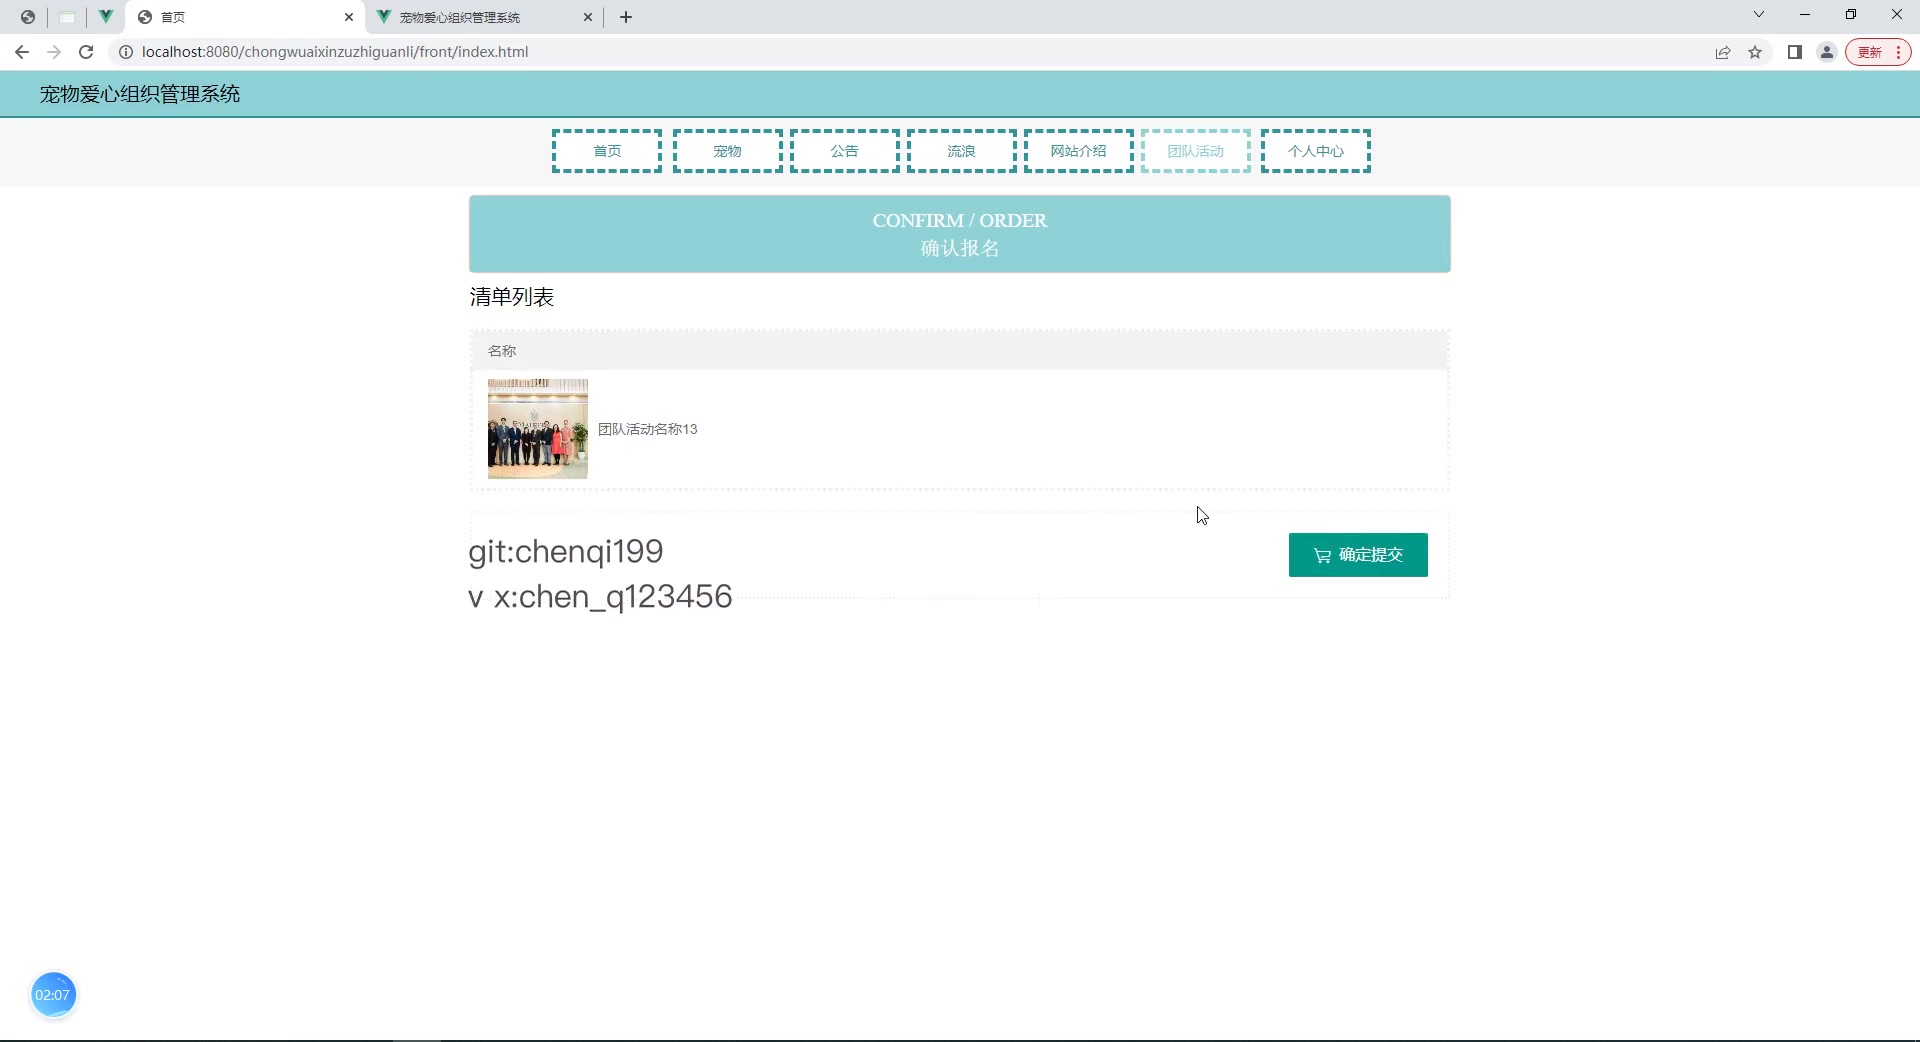 首页
宠物爱心组织管理系统
localhost:8080/chongwuaixinzuzhiguanli/front/index.html
更新
宠物爱心组织管理系统
首页
宠物
公告
流浪
网站介绍
团队活动
个人中心
CONFIRM / ORDER
确认报名
清单列表
名称
团队活动名称13
git:chenqi199
确定提交
v x:chen_q123456
02:07